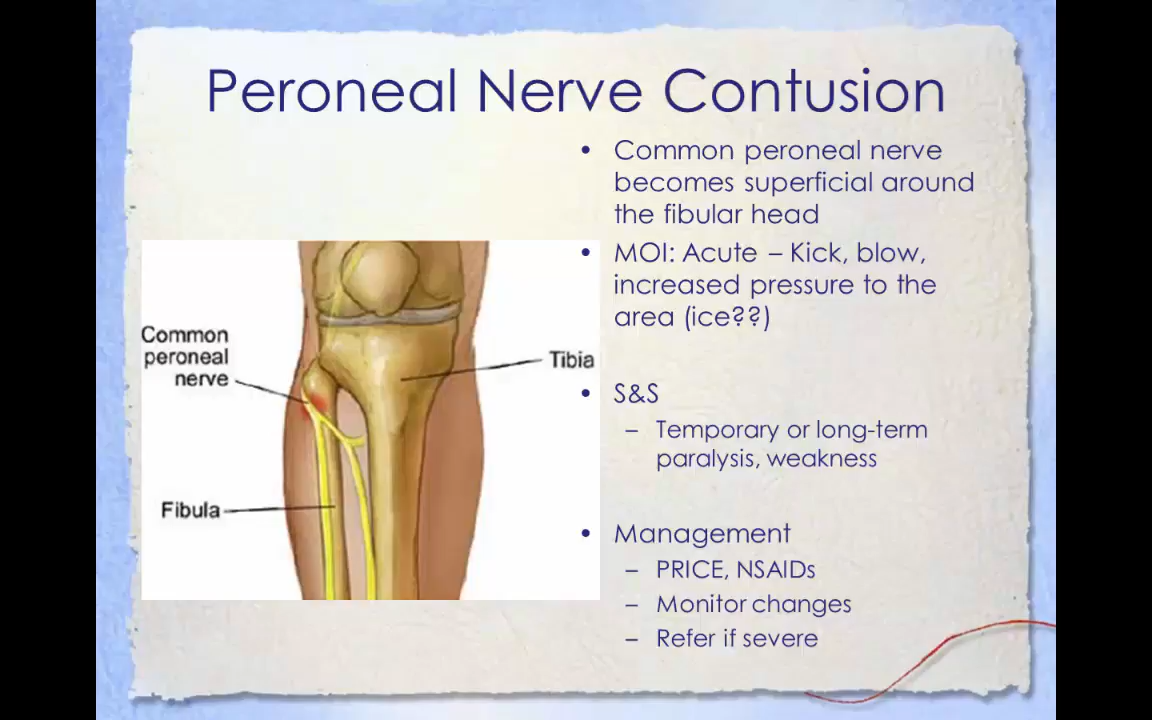 Peroneal Nerve Contusion
• Common peroneal nerve
becomes superficial around
the fibular head
• MOI: Acute – Kick, blow,
increased pressure to the
area (ice??)
• S&S
– Temporary or long-term
paralysis, weakness
• Management
– PRICE, NSAIDs
– Monitor changes
– Refer if severe
Common
peroneal
nerve
Tibia
Fibula